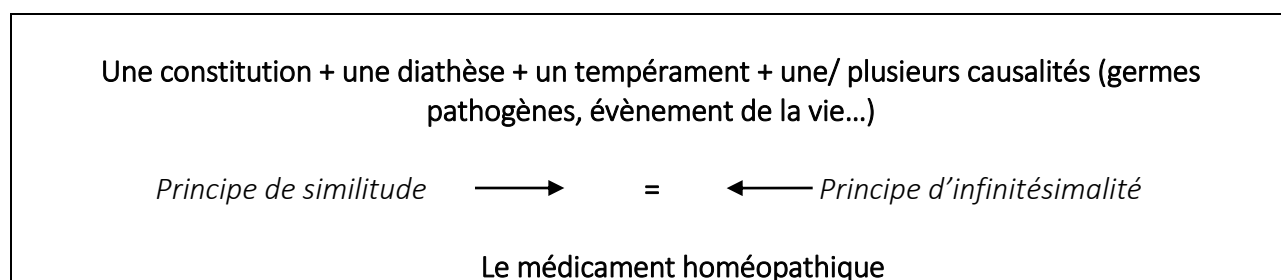 Une constitution + une diathèse + un tempérament + une/ plusieurs causalités (germes
pathogènes, évènement de la vie…)
Principe de similitude = Principe d'infinitésimalité
Le médicament homéopathique